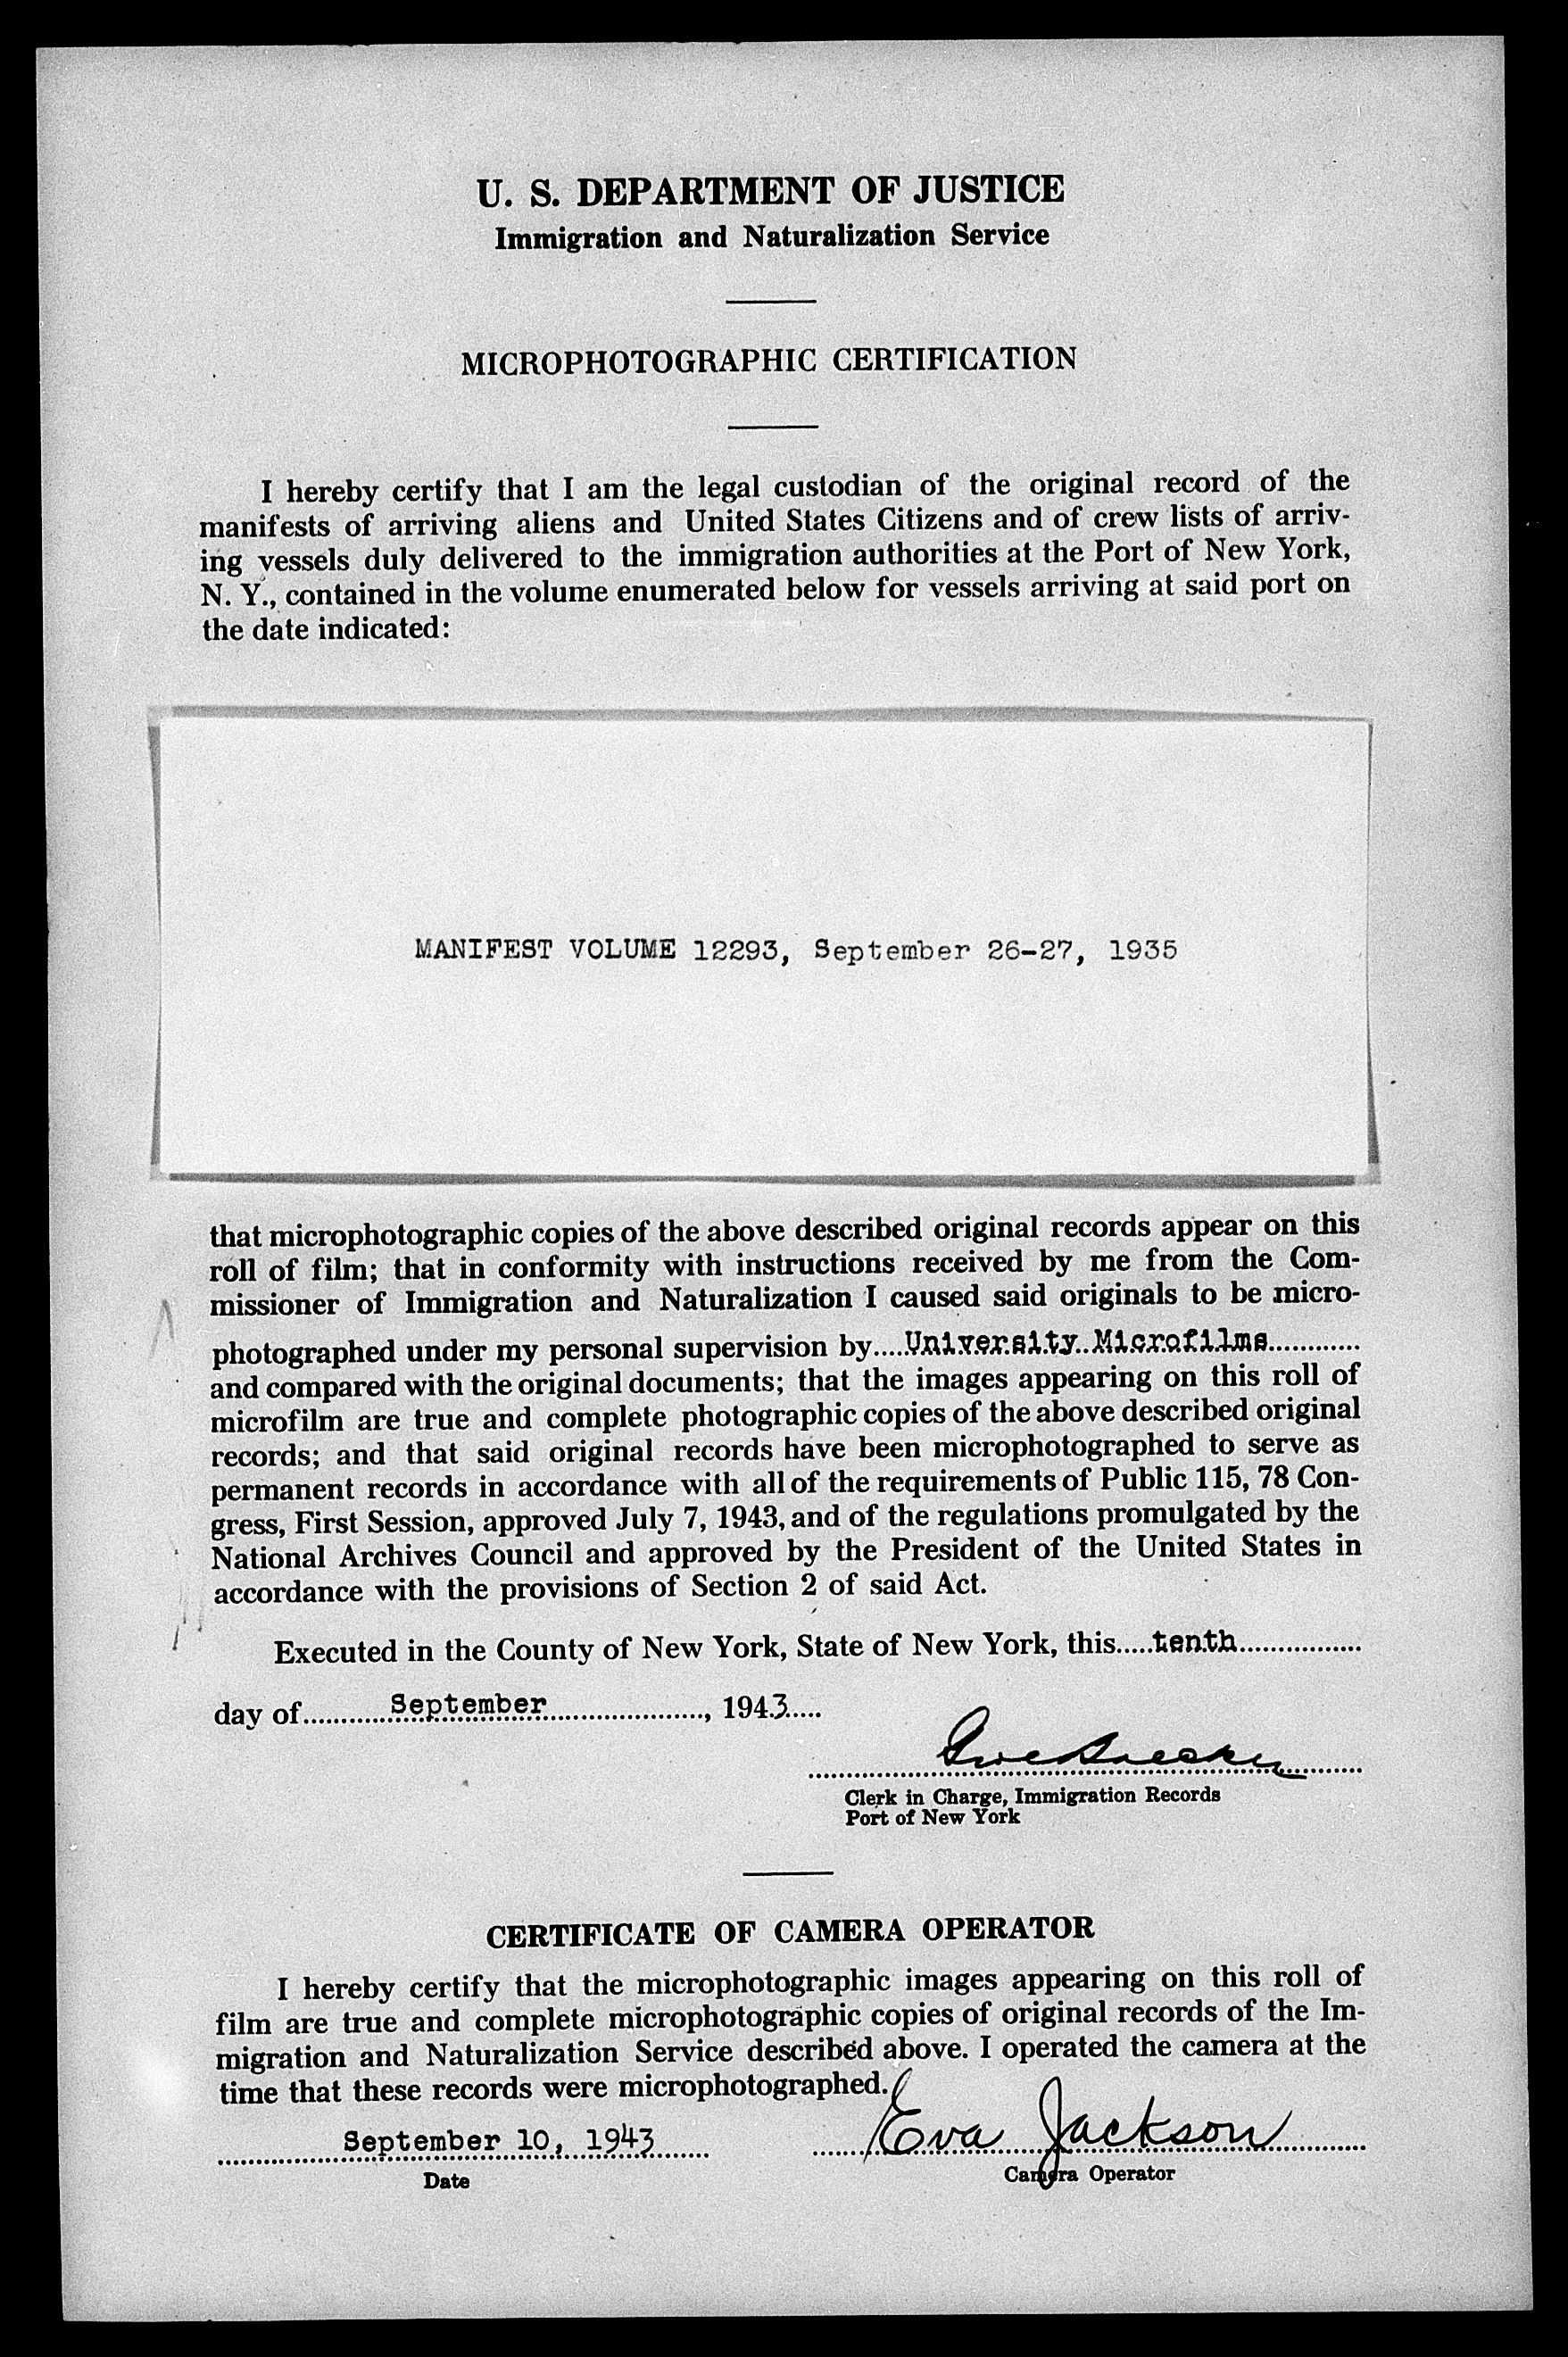 U. S. DEPARTMENT OF JUSTICE
Immigration and Naturalization Service
MICROPHOTOGRAPHIC CERTIFICATION
I hereby certify that I am the legal custodian of the original record of the
manifests of arriving aliens and United States Citizens and of crew lists of arriv-
ing vessels duly delivered to the immigration authorities at the Port of New York,
N. Y., contained in the volume enumerated below for vessels arriving at said port on
the date indicated:
MANIFEST VOLUME 12293, September 26-27, 1935
that microphotographic copies of the above described original records appear on this
roll of film; that in conformity with instructions received by me from the Com-
missioner of Immigration and Naturalization I caused said originals to be micro-
photographed under my personal supervision by....University Microfilms............
and compared with the original documents; that the images appearing on this roll of
microfilm are true and complete photographic copies of the above described original
records; and that said original records have been microphotographed to serve as
permanent records in accordance with all of the requirements of Public 115, 78 Con-
gress, First Session, approved July 7, 1943, and of the regulations promulgated by the
National Archives Council and approved by the President of the United States in
accordance with the provisions of Section 2 of said Act.
Executed in the County of New York, State of New York, this.....tenth................
day of............September....................., 1943.....
Clerk in Charge, Immigration Records
Port of New York
CERTIFICATE OF CAMERA OPERATOR
I hereby certify that the microphotographic images appearing on this roll of
film are true and complete microphotographic copies of original records of the Im-
migration and Naturalization Service described above. I operated the camera at the
time that these records were microphotographed.
September 10, 1943 Eva Jackson
Date Camera Operator